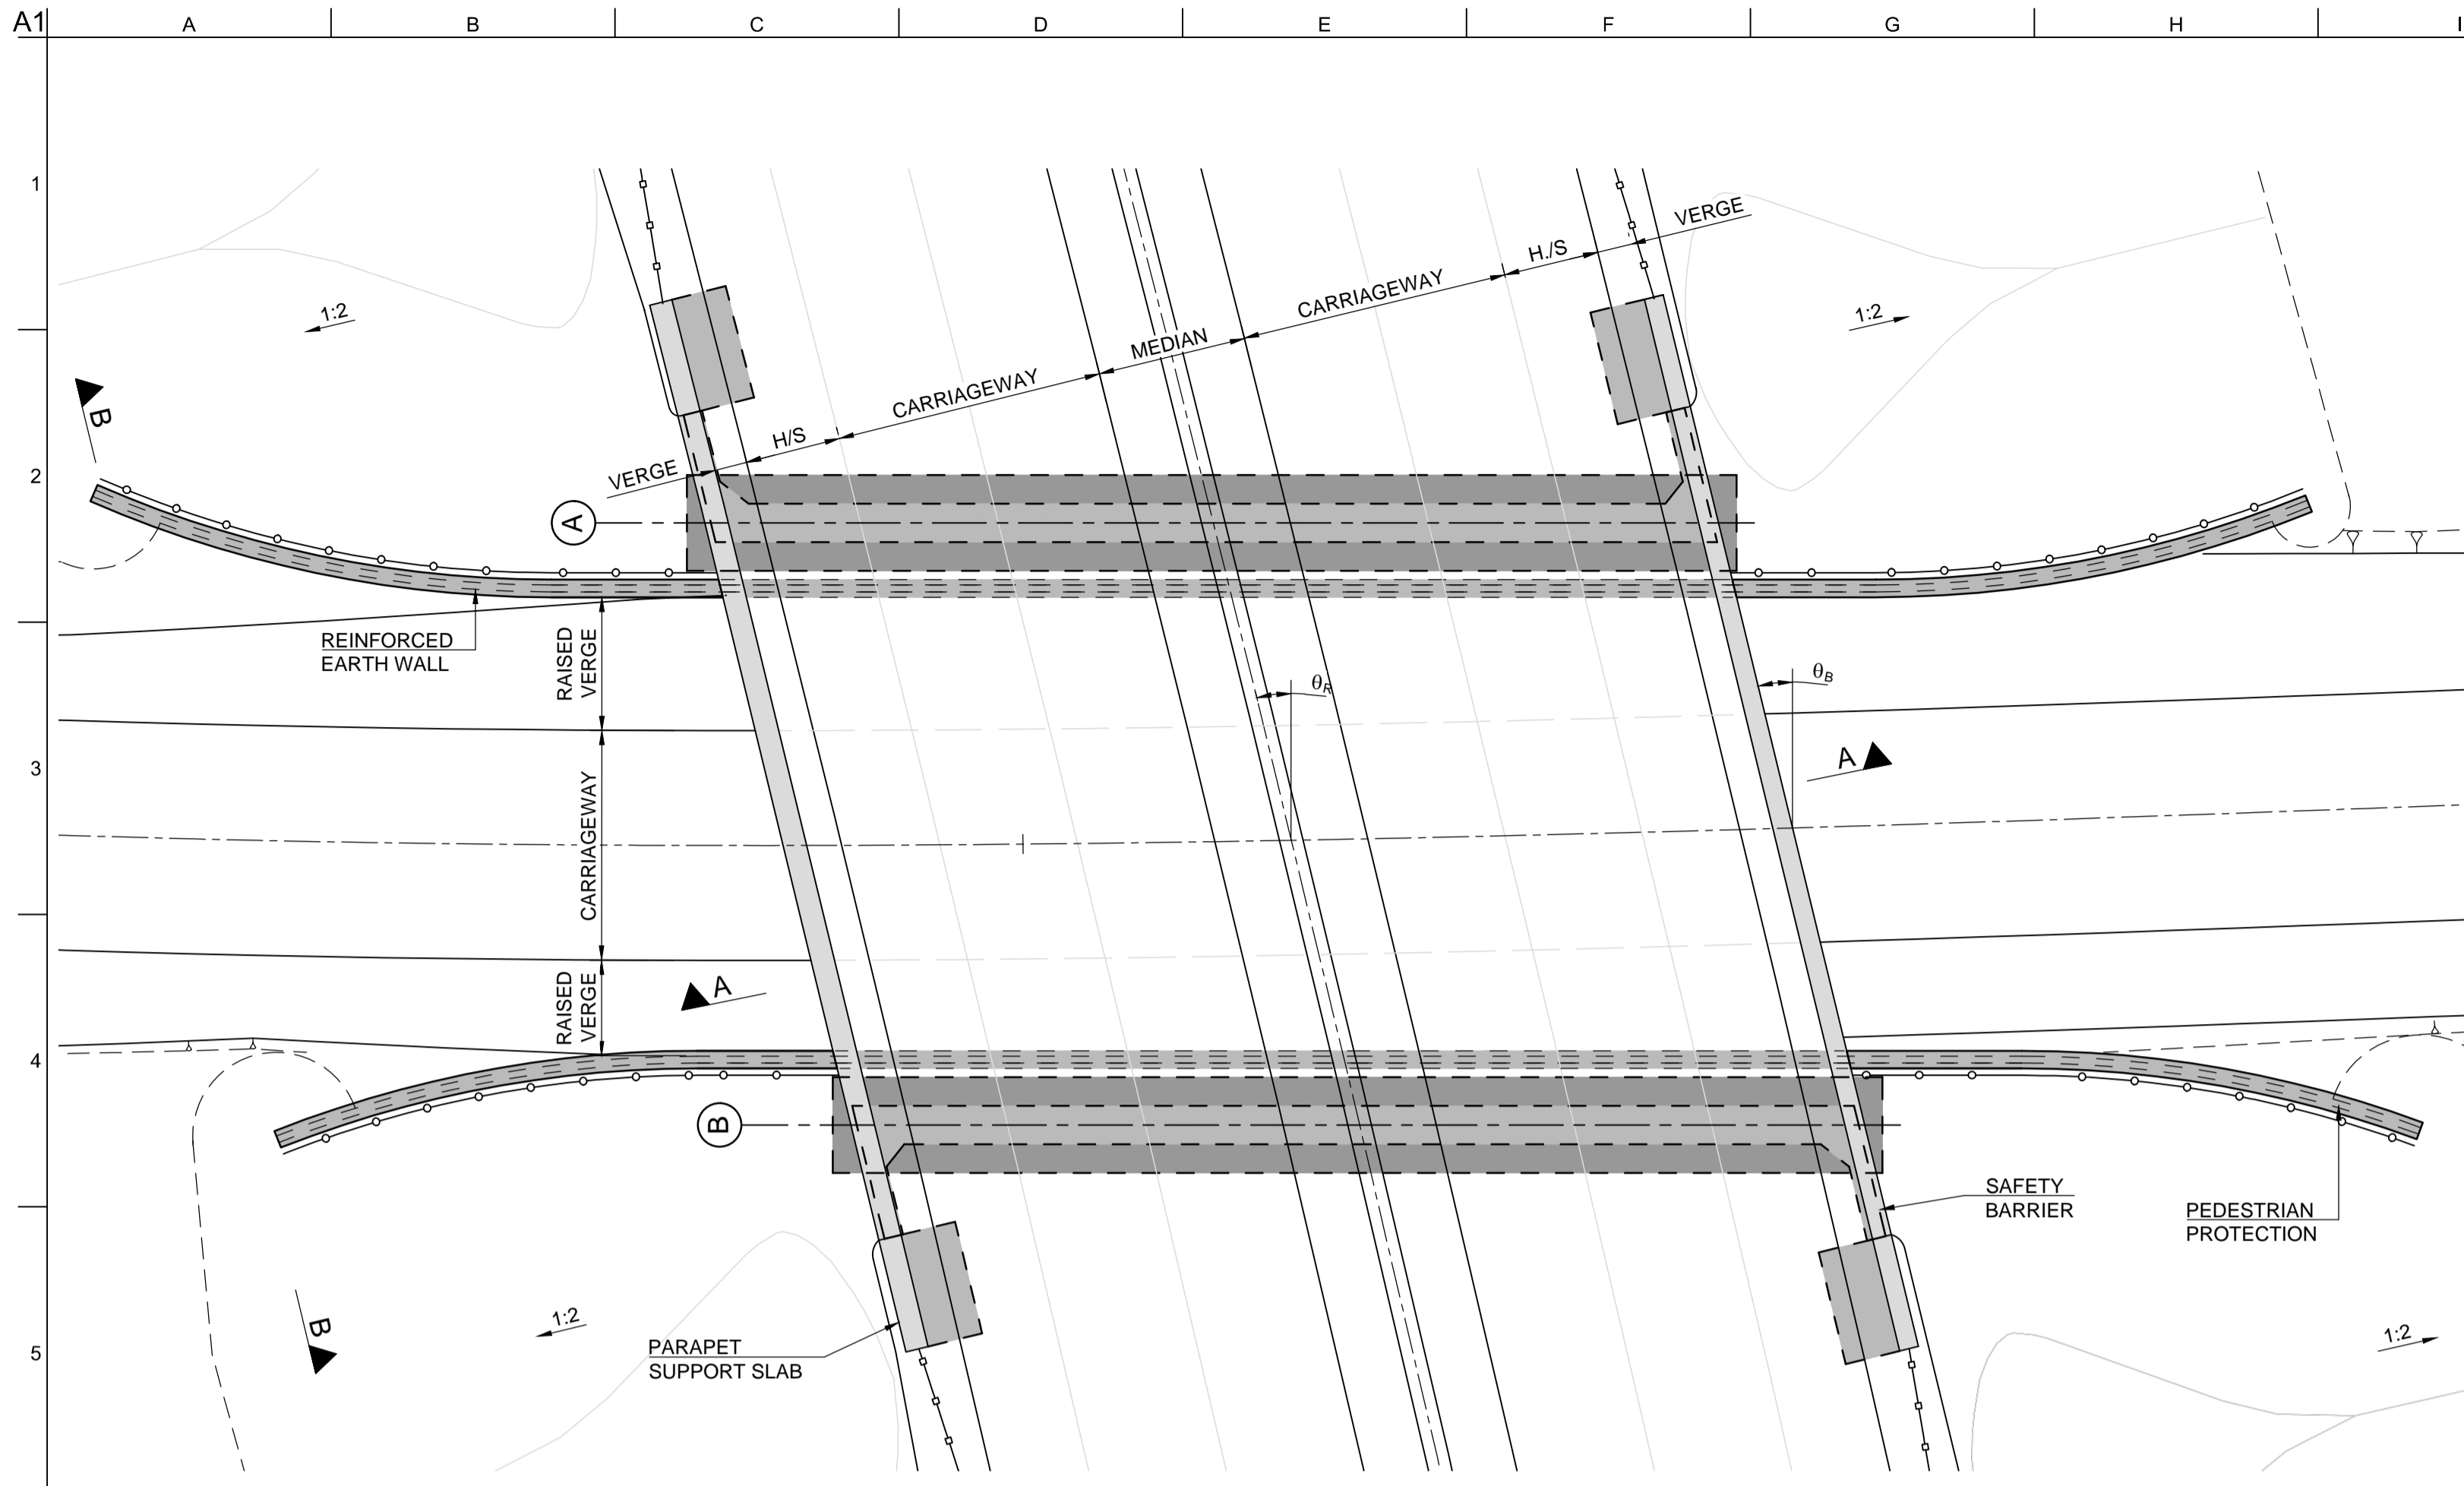 A1
A
B
C
D
E
F
G
H
I
1
VERGE
H./S
CARRIAGEWAY
1:2
1:2
MEDIAN
CARRIAGEWAY
B
H/S
VERGE
2
A
REINFORCED
EARTH WALL
RAISED
VERGE
θR
θB
3
A
CARRIAGEWAY
A
RAISED
VERGE
4
B
SAFETY
BARRIER
PEDESTRIAN
PROTECTION
B
1:2
1:2
PARAPET
SUPPORT SLAB
5